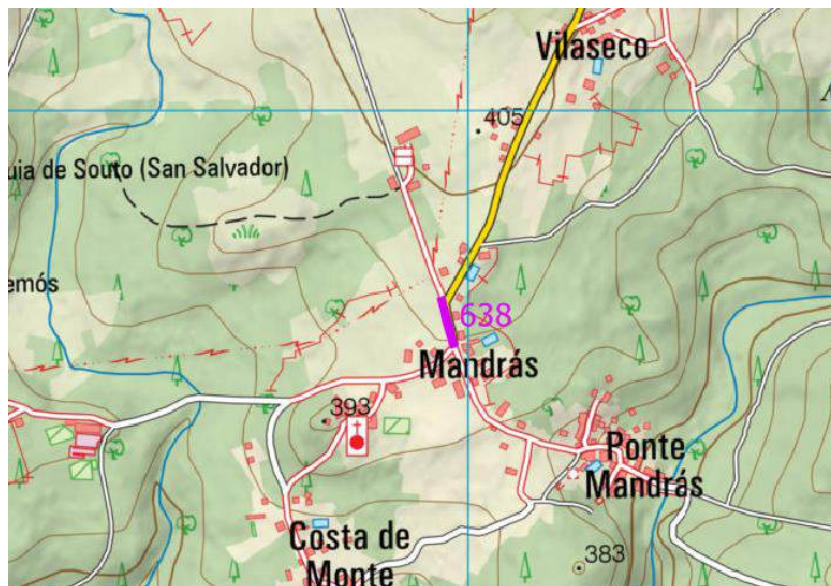 Vilaseco
405
uia de Souto (San Salvador)
emós
638
Mandrás
393
Ponte
Mandrás
Costa de
Monte
383